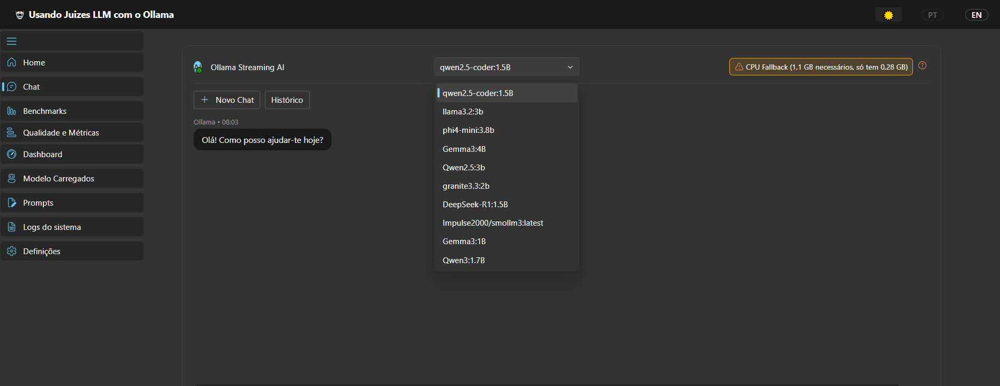 Usando Juizes LLM com o Ollama
PT
EN
Home
Chat
Benchmarks
Qualidade e Métricas
Dashboard
Modelo Carregados
Prompts
Logs do sistema
Definições
Ollama Streaming AI
qwen2.5-coder:1.5B
CPU Fallback (1,1 GB necessários, só tem 0,28 GB)
Novo Chat
Histórico
Ollama • 08:03
Olá! Como posso ajudar-te hoje?
qwen2.5-coder:1.5B
llama3.2:3b
phi4-mini:3.8b
Gemma3:4B
Qwen2.5:3b
granite3.3:2b
DeepSeek-R1:1.5B
Impulse2000/smollm3:latest
Gemma3:1B
Qwen3:1.7B